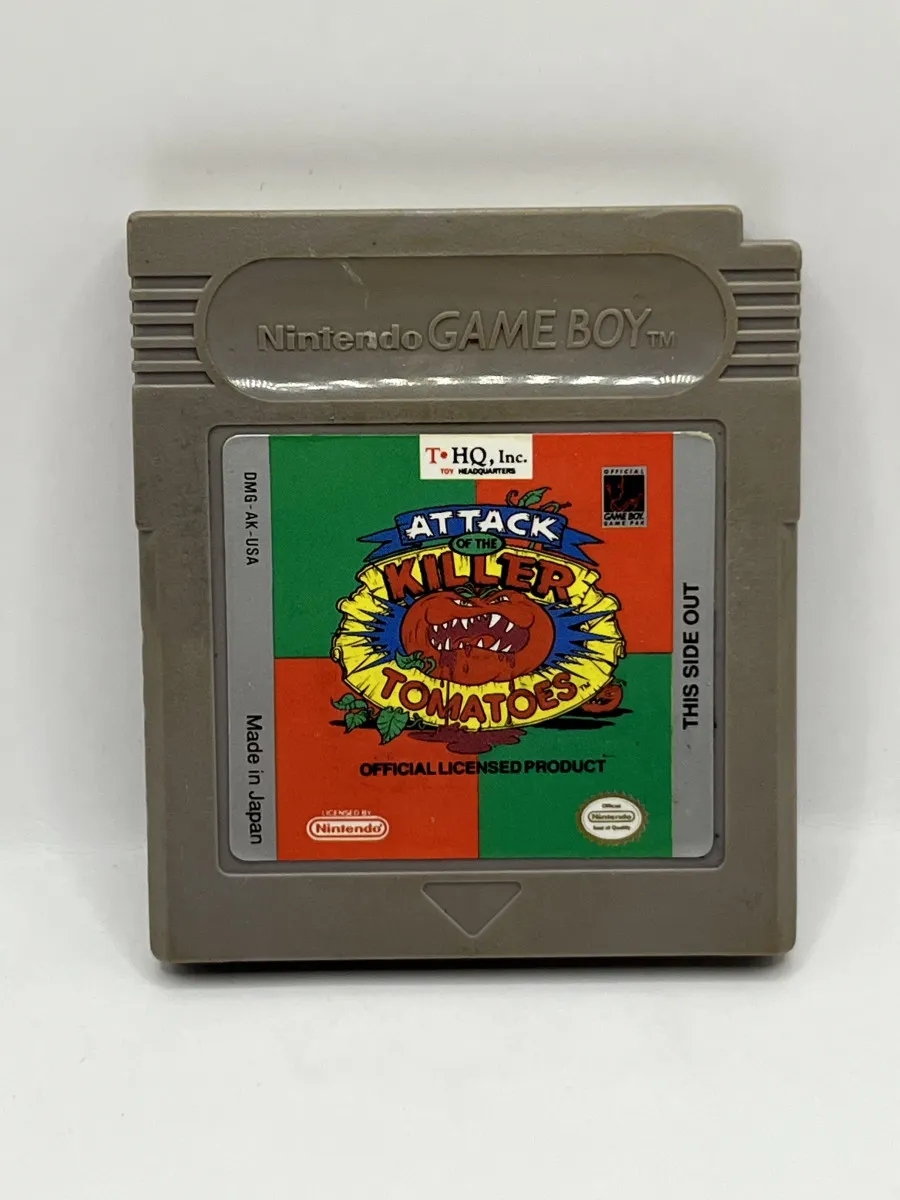 Nintendo GAME BOY TM
T•HQ, Inc.
TOY HEADQUARTERS
OFFICIAL
GAME BOY
GAME PAK
DMG-AK-USA
ATTACK
OF THE
KILLER
TOMATOES TM
THIS SIDE OUT
OFFICIAL LICENSED PRODUCT
Made in Japan
LICENSED BY
Nintendo
Official
Nintendo
Seal of Quality